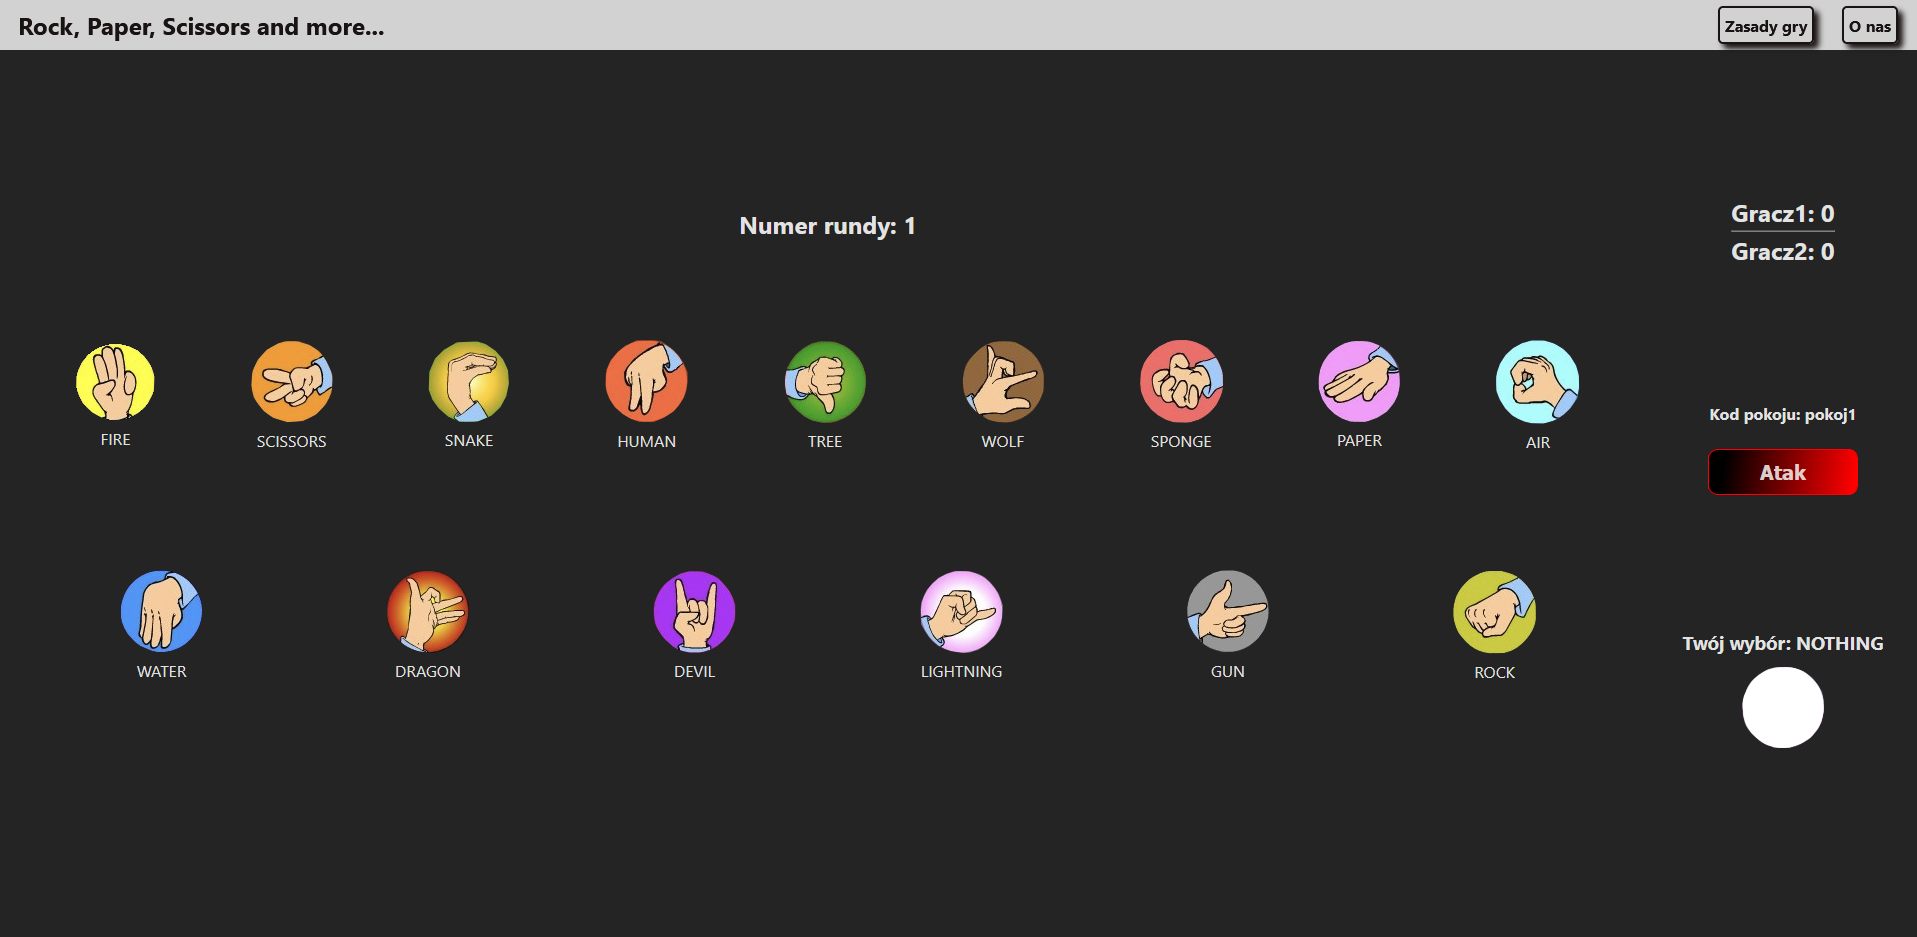 Rock, Paper, Scissors and more...
Zasady gry
O nas
Numer rundy: 1
Gracz1: 0
Gracz2: 0
FIRE
SCISSORS
SNAKE
HUMAN
TREE
WOLF
SPONGE
PAPER
AIR
Kod pokoju: pokoj1
Atak
WATER
DRAGON
DEVIL
LIGHTNING
GUN
ROCK
Twój wybór: NOTHING